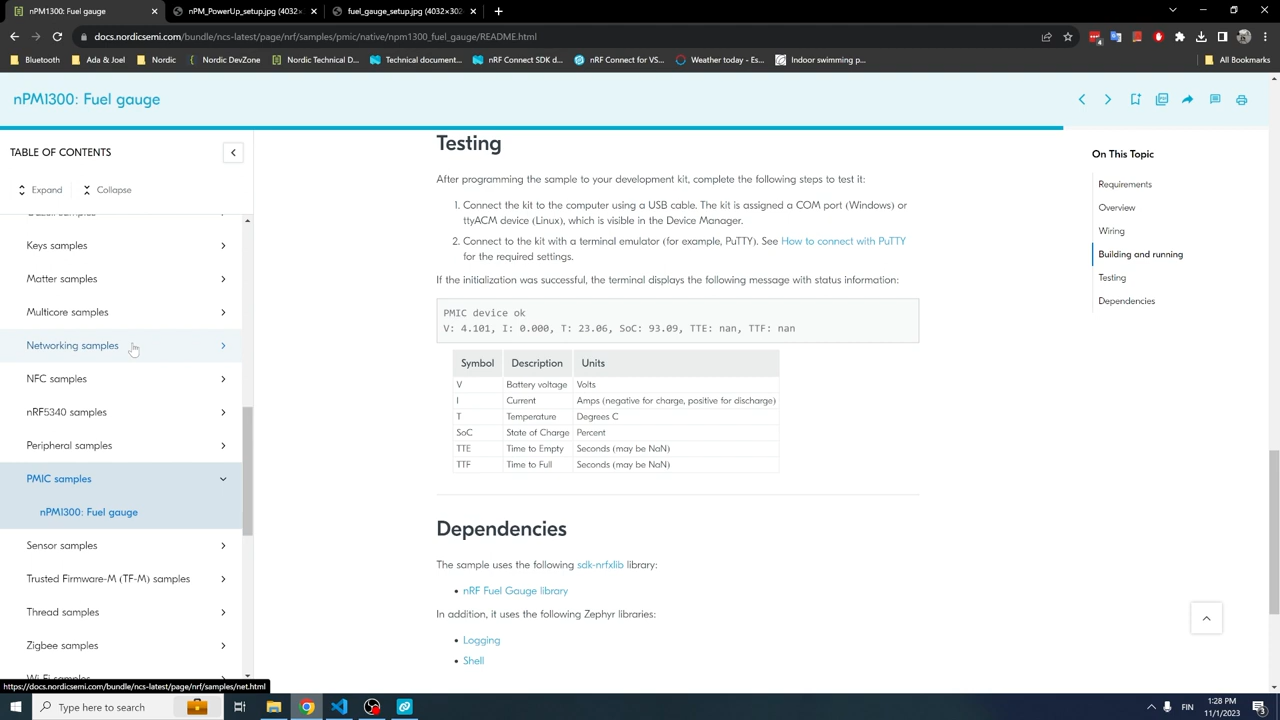 nPM1300: Fuel gauge
nPM_PowerUp_setup.jpg (4032×
fuel_gauge_setup.jpg (4032×302
docs.nordicsemi.com/bundle/ncs-latest/page/nrf/samples/pmic/native/npm1300_fuel_gauge/README.html
Bluetooth
Ada & Joel
Nordic
Nordic DevZone
Nordic Technical D...
Technical document...
nRF Connect SDK d...
nRF Connect for VS...
Weather today - Es...
Indoor swimming p...
All Bookmarks
nPM1300: Fuel gauge
TABLE OF CONTENTS
Expand
Collapse
Keys samples
Matter samples
Multicore samples
Networking samples
NFC samples
nRF5340 samples
Peripheral samples
PMIC samples
nPM1300: Fuel gauge
Sensor samples
Trusted Firmware-M (TF-M) samples
Thread samples
Zigbee samples
https://docs.nordicsemi.com/bundle/ncs-latest/page/nrf/samples/net.html
Testing
After programming the sample to your development kit, complete the following steps to test it:
1. Connect the kit to the computer using a USB cable. The kit is assigned a COM port (Windows) or
ttyACM device (Linux), which is visible in the Device Manager.
2. Connect to the kit with a terminal emulator (for example, PuTTY). See How to connect with PuTTY
for the required settings.
If the initialization was successful, the terminal displays the following message with status information:
PMIC device ok
V: 4.101, I: 0.000, T: 23.06, SoC: 93.09, TTE: nan, TTF: nan
Symbol Description Units
V Battery voltage Volts
I Current Amps (negative for charge, positive for discharge)
T Temperature Degrees C
SoC State of Charge Percent
TTE Time to Empty Seconds (may be NaN)
TTF Time to Full Seconds (may be NaN)
Dependencies
The sample uses the following sdk-nrfxlib library:
• nRF Fuel Gauge library
In addition, it uses the following Zephyr libraries:
• Logging
• Shell
On This Topic
Requirements
Overview
Wiring
Building and running
Testing
Dependencies
Type here to search
FIN
1:28 PM
11/1/2023